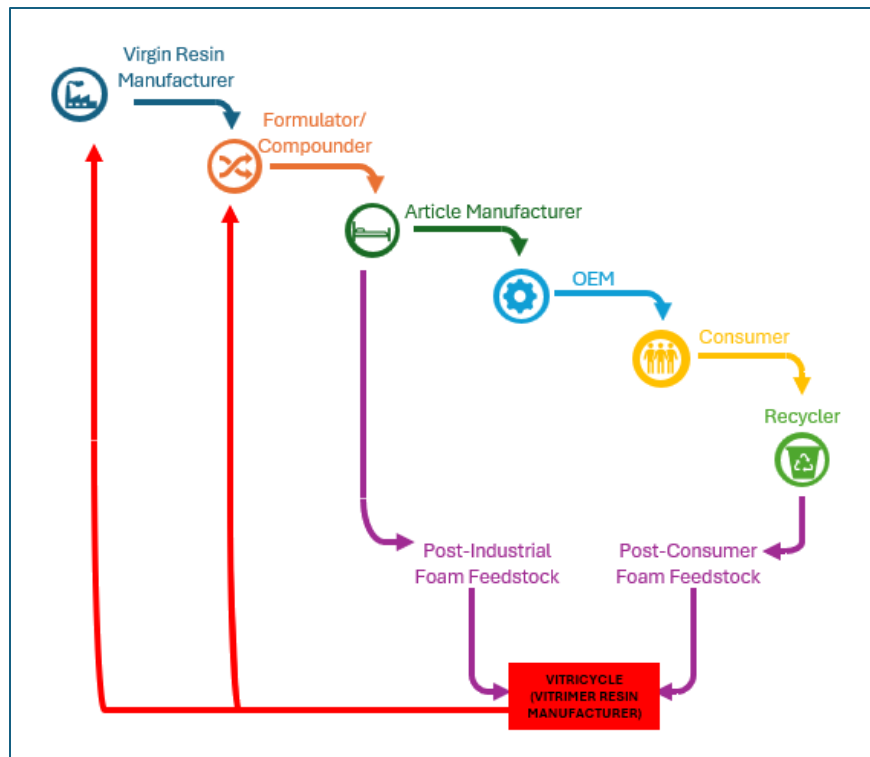 Virgin Resin
Manufacturer
Formulator/
Compounder
Article Manufacturer
OEM
Consumer
Recycler
Post-Industrial
Foam Feedstock
Post-Consumer
Foam Feedstock
VITRICYCLE
(VITRIMER RESIN
MANUFACTURER)